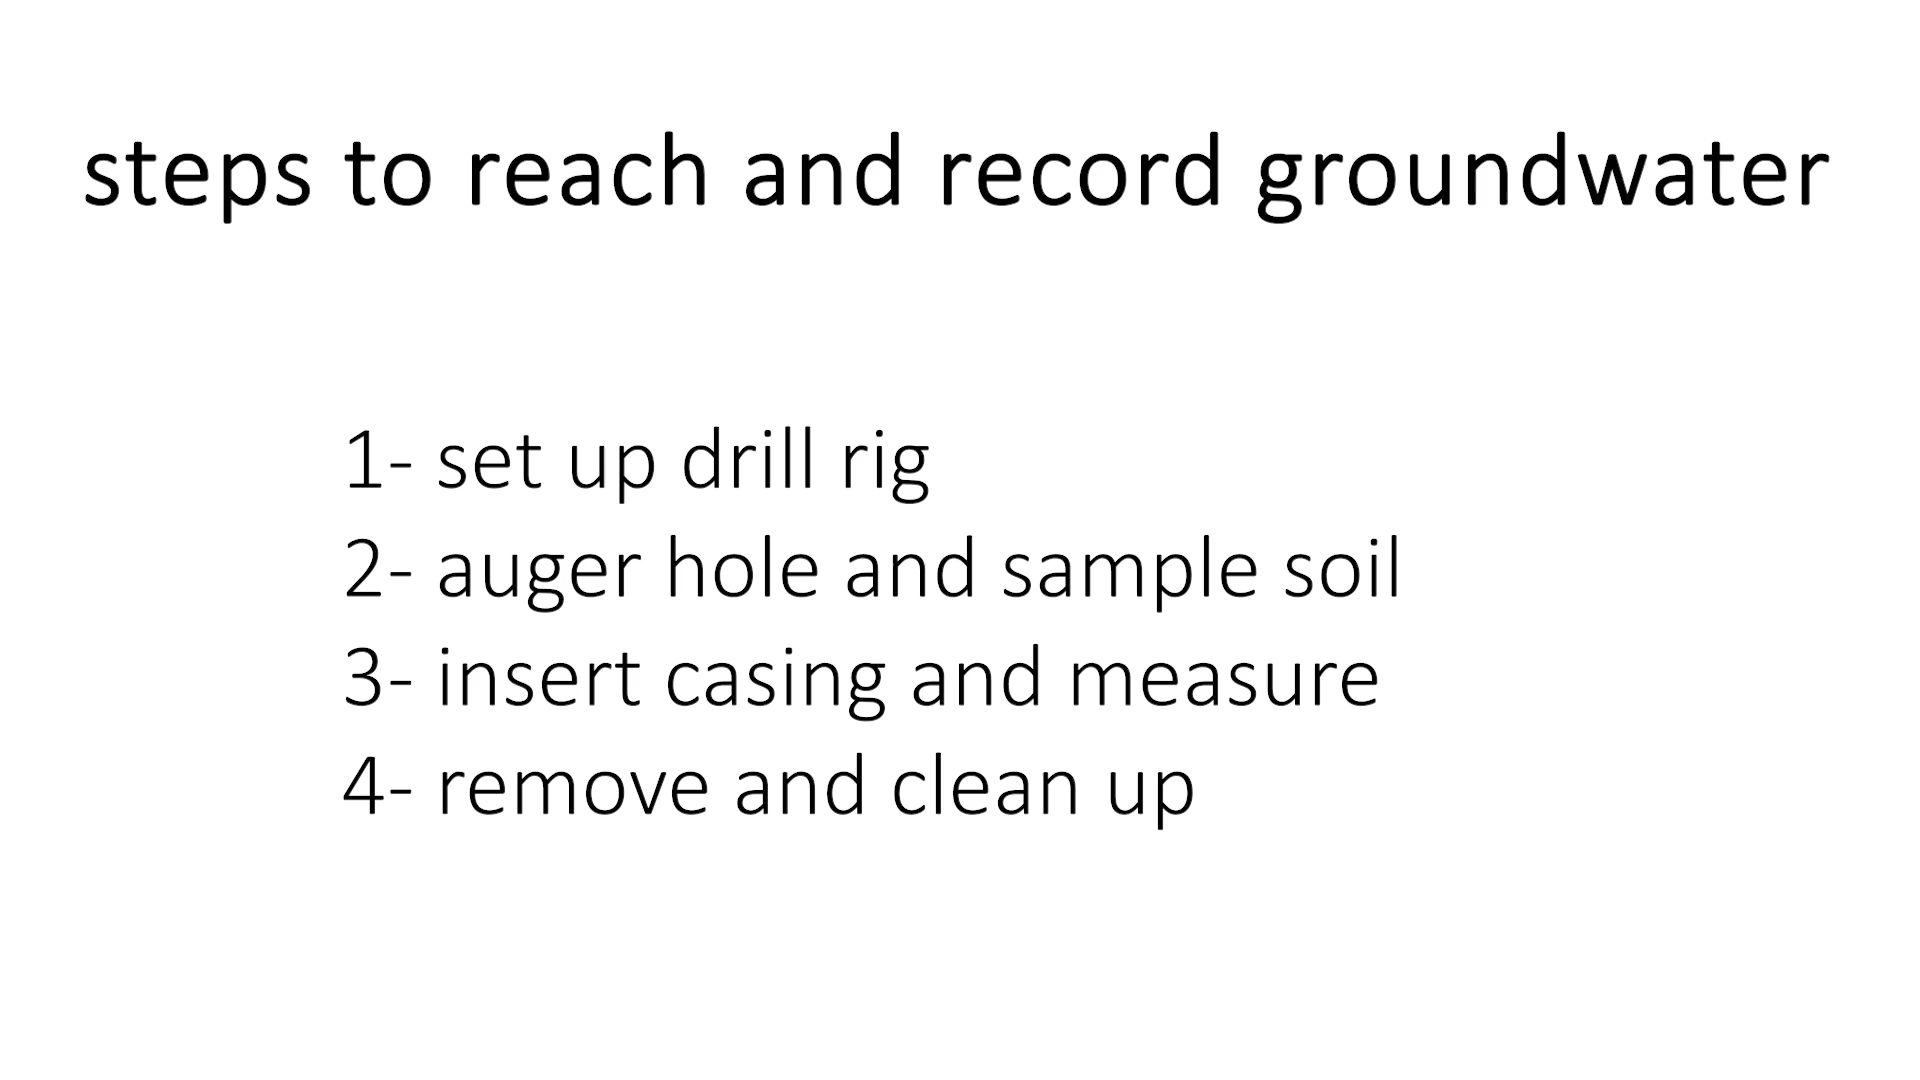 steps to reach and record groundwater
1- set up drill rig
2- auger hole and sample soil
3- insert casing and measure
4- remove and clean up